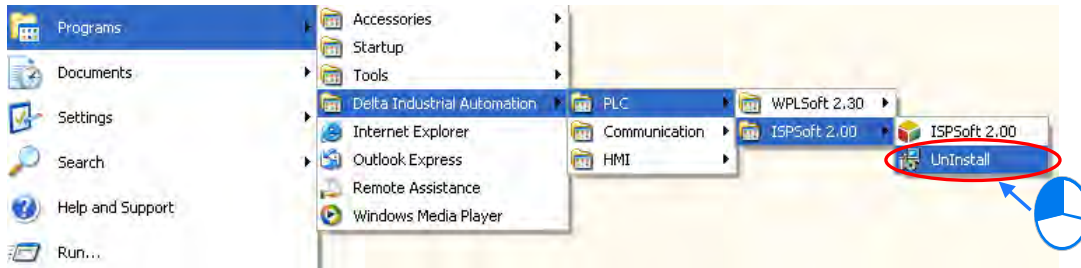 Programs
Documents
Settings
Search
Help and Support
Run...
Accessories
Startup
Tools
Delta Industrial Automation
Internet Explorer
Outlook Express
Remote Assistance
Windows Media Player
PLC
Communication
HMI
WPLSoft 2.30
ISPSoft 2.00
ISPSoft 2.00
UnInstall